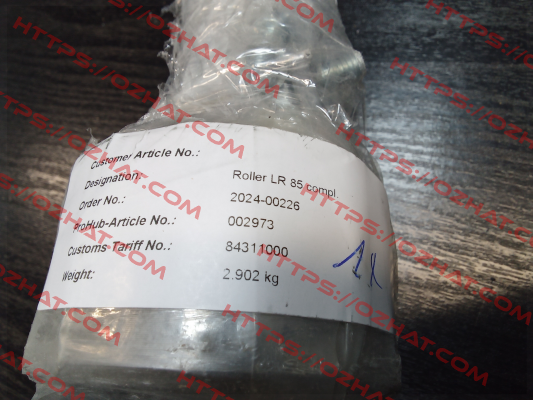 Customer Article No.:
Designation: Roller LR 85 compl.
Order No.: 2024-00226
ProHub-Article No.: 002973
Customs Tariff No.: 84311000
Weight: 2.902 kg
1x
HTTPS://OZHAT.COM